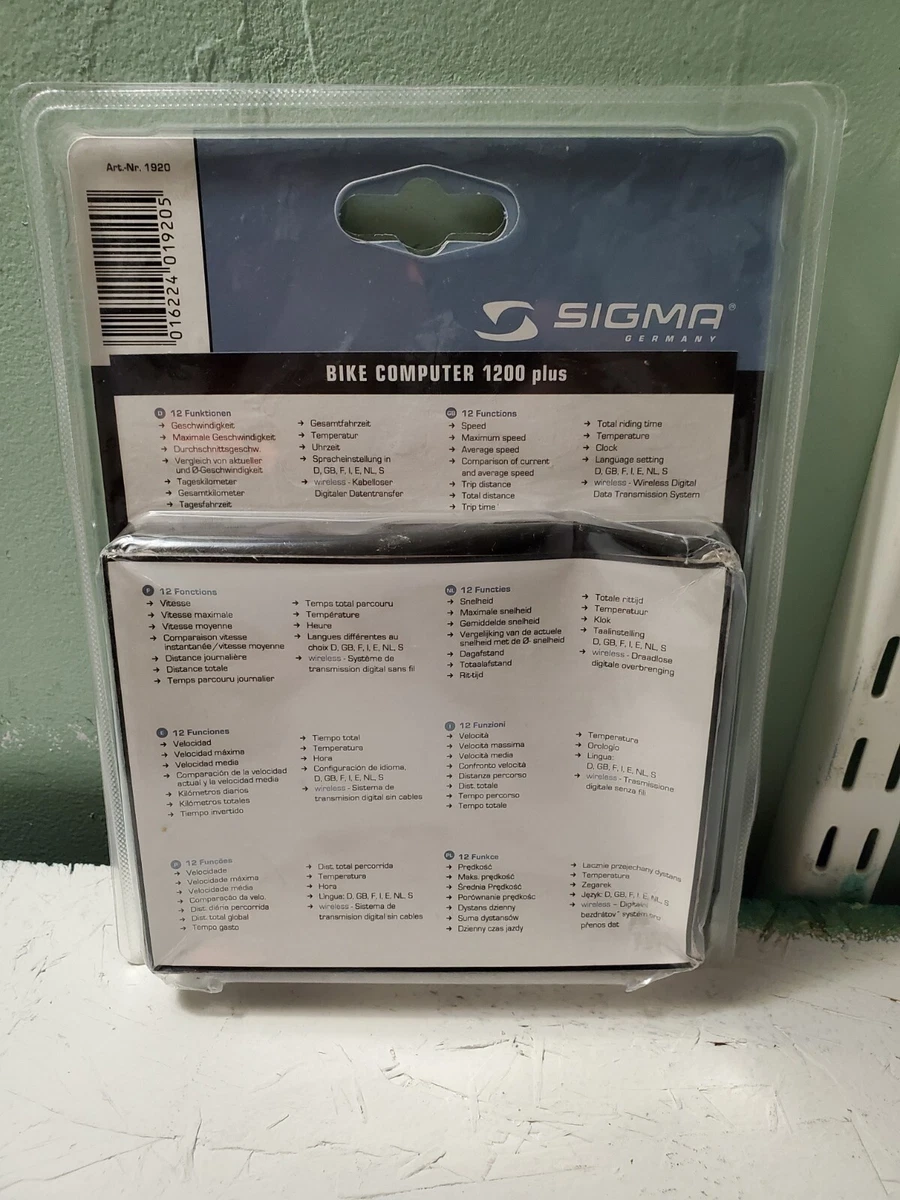 Art.-Nr. 1920
016224 019205
SIGMA®
GERMANY
BIKE COMPUTER 1200 plus
D 12 Funktionen
→ Geschwindigkeit
→ Maximale Geschwindigkeit
→ Durchschnittsgeschw.
→ Vergleich von aktueller
und Ø-Geschwindigkeit
→ Tageskilometer
→ Gesamtkilometer
→ Tagesfahrzeit
→ Gesamtfahrzeit
→ Temperatur
→ Uhrzeit
→ Spracheinstellung in
D, GB, F, I, E, NL, S
→ wireless - Kabelloser
Digitaler Datentransfer
GB 12 Functions
→ Speed
→ Maximum speed
→ Average speed
→ Comparison of current
and average speed
→ Trip distance
→ Total distance
→ Trip time
→ Total riding time
→ Temperature
→ Clock
→ Language setting
D, GB, F, I, E, NL, S
→ wireless - Wireless Digital
Data Transmission System
F 12 Fonctions
→ Vitesse
→ Vitesse maximale
→ Vitesse moyenne
→ Comparaison vitesse
instantanée / vitesse moyenne
→ Distance journalière
→ Distance totale
→ Temps parcouru journalier
→ Temps total parcouru
→ Température
→ Heure
→ Langues différentes au
choix D, GB, F, I, E, NL, S
→ wireless - Système de
transmission digital sans fil
NL 12 Functies
→ Snelheid
→ Maximale snelheid
→ Gemiddelde snelheid
→ Vergelijking van de actuele
snelheid met de Ø- snelheid
→ Dagafstand
→ Totaalafstand
→ Rit-tijd
→ Totale rittijd
→ Temperatuur
→ Klok
→ Taalinstelling
D, GB, F, I, E, NL, S
→ wireless - Draadlose
digitale overbrenging
E 12 Funciones
→ Velocidad
→ Velocidad máxima
→ Velocidad media
→ Comparación de la velocidad
actual y la velocidad media
→ Kilómetros diarios
→ Kilómetros totales
→ Tiempo invertido
→ Tiempo total
→ Temperatura
→ Hora
→ Configuración de idioma,
D, GB, F, I, E, NL, S
→ wireless - Sistema de
transmision digital sin cables
I 12 Funzioni
→ Velocità
→ Velocità massima
→ Velocità media
→ Confronto velocità
→ Distanza percorso
→ Dist. totale
→ Tempo percorso
→ Tempo totale
→ Temperatura
→ Orologio
→ Lingua:
D, GB, F, I, E, NL, S
→ wireless - Trasmissione
digitale senza fili
P 12 Funções
→ Velocidade
→ Velocidade máxima
→ Velocidade média
→ Comparação da velo.
→ Dist. diária percorrida
→ Dist. total global
→ Tempo gasto
→ Dist. total percorrida
→ Temperatura
→ Hora
→ Lingua: D, GB, F, I, E, NL, S
→ wireless - Sistema de
transmision digital sin cables
PL 12 Funkce
→ Prędkość
→ Maks. prędkość
→ Średnia Prędkość
→ Porównanie prędkość
→ Dystans dzienny
→ Suma dystansów
→ Dzienny czas jazdy
→ Łacznie przejechany dystans
→ Temperatura
→ Zegarek
→ Język: D, GB, F, I, E, NL, S
→ wireless – Digitalni
bezdrátov systém
přenos dat